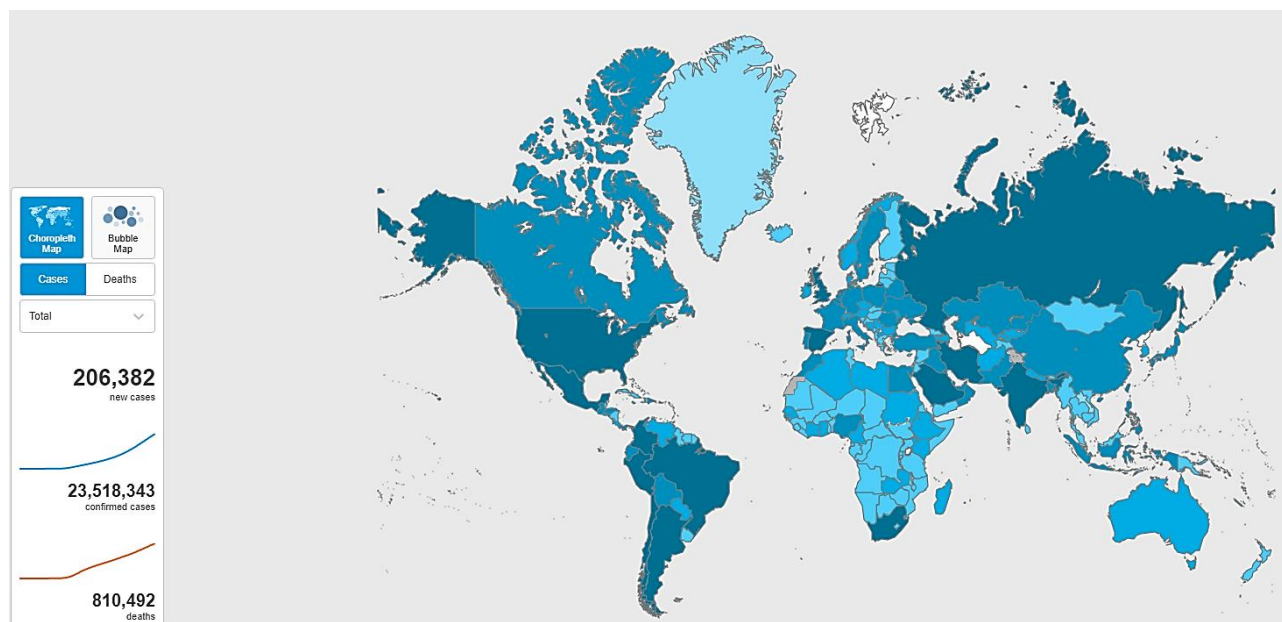 Choropleth
Map
Bubble
Map
Cases
Deaths
Total
206,382
new cases
23,518,343
confirmed cases
810,492
deaths